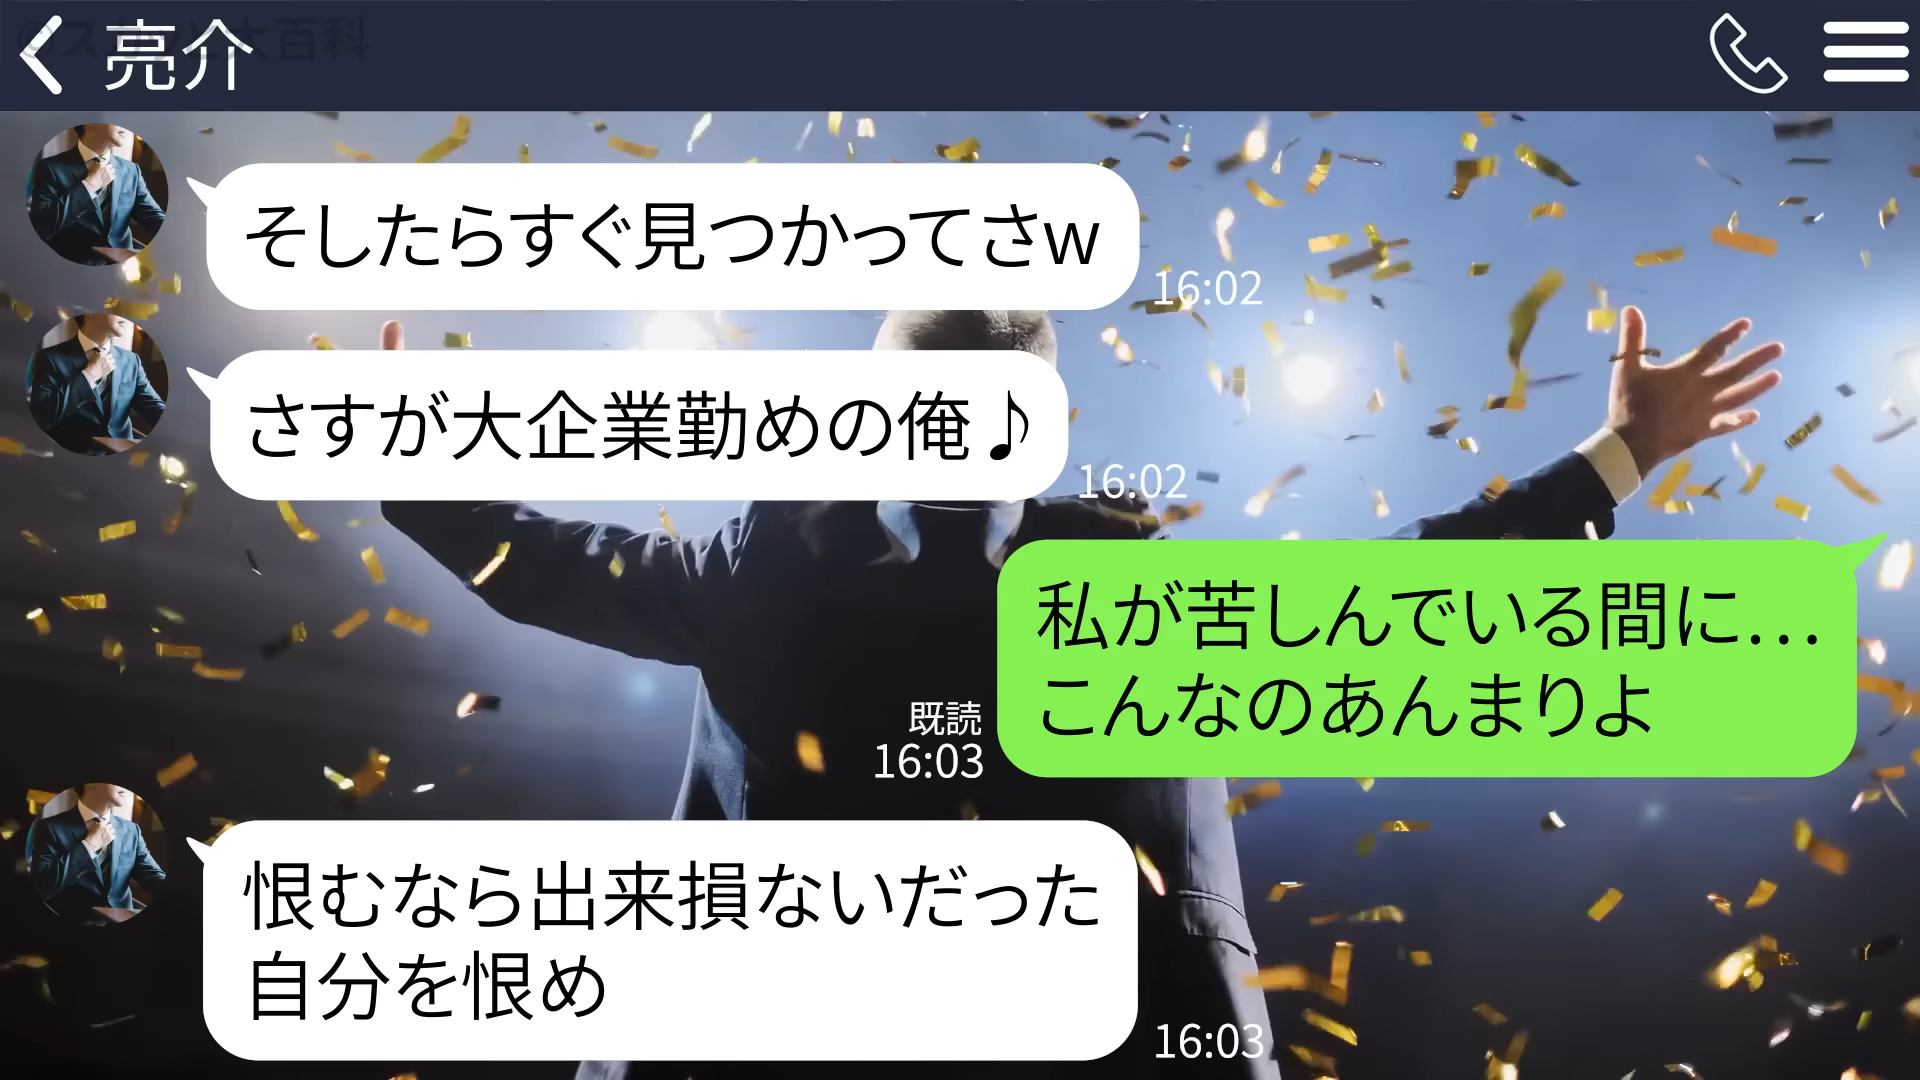 亮介
そしたらすぐ見つかってさw
16:02
さすが大企業勤めの俺♪
16:02
私が苦しんでいる間に…
こんなのあんまりよ
既読
16:03
恨むなら出来損ないだった
自分を恨め
16:03